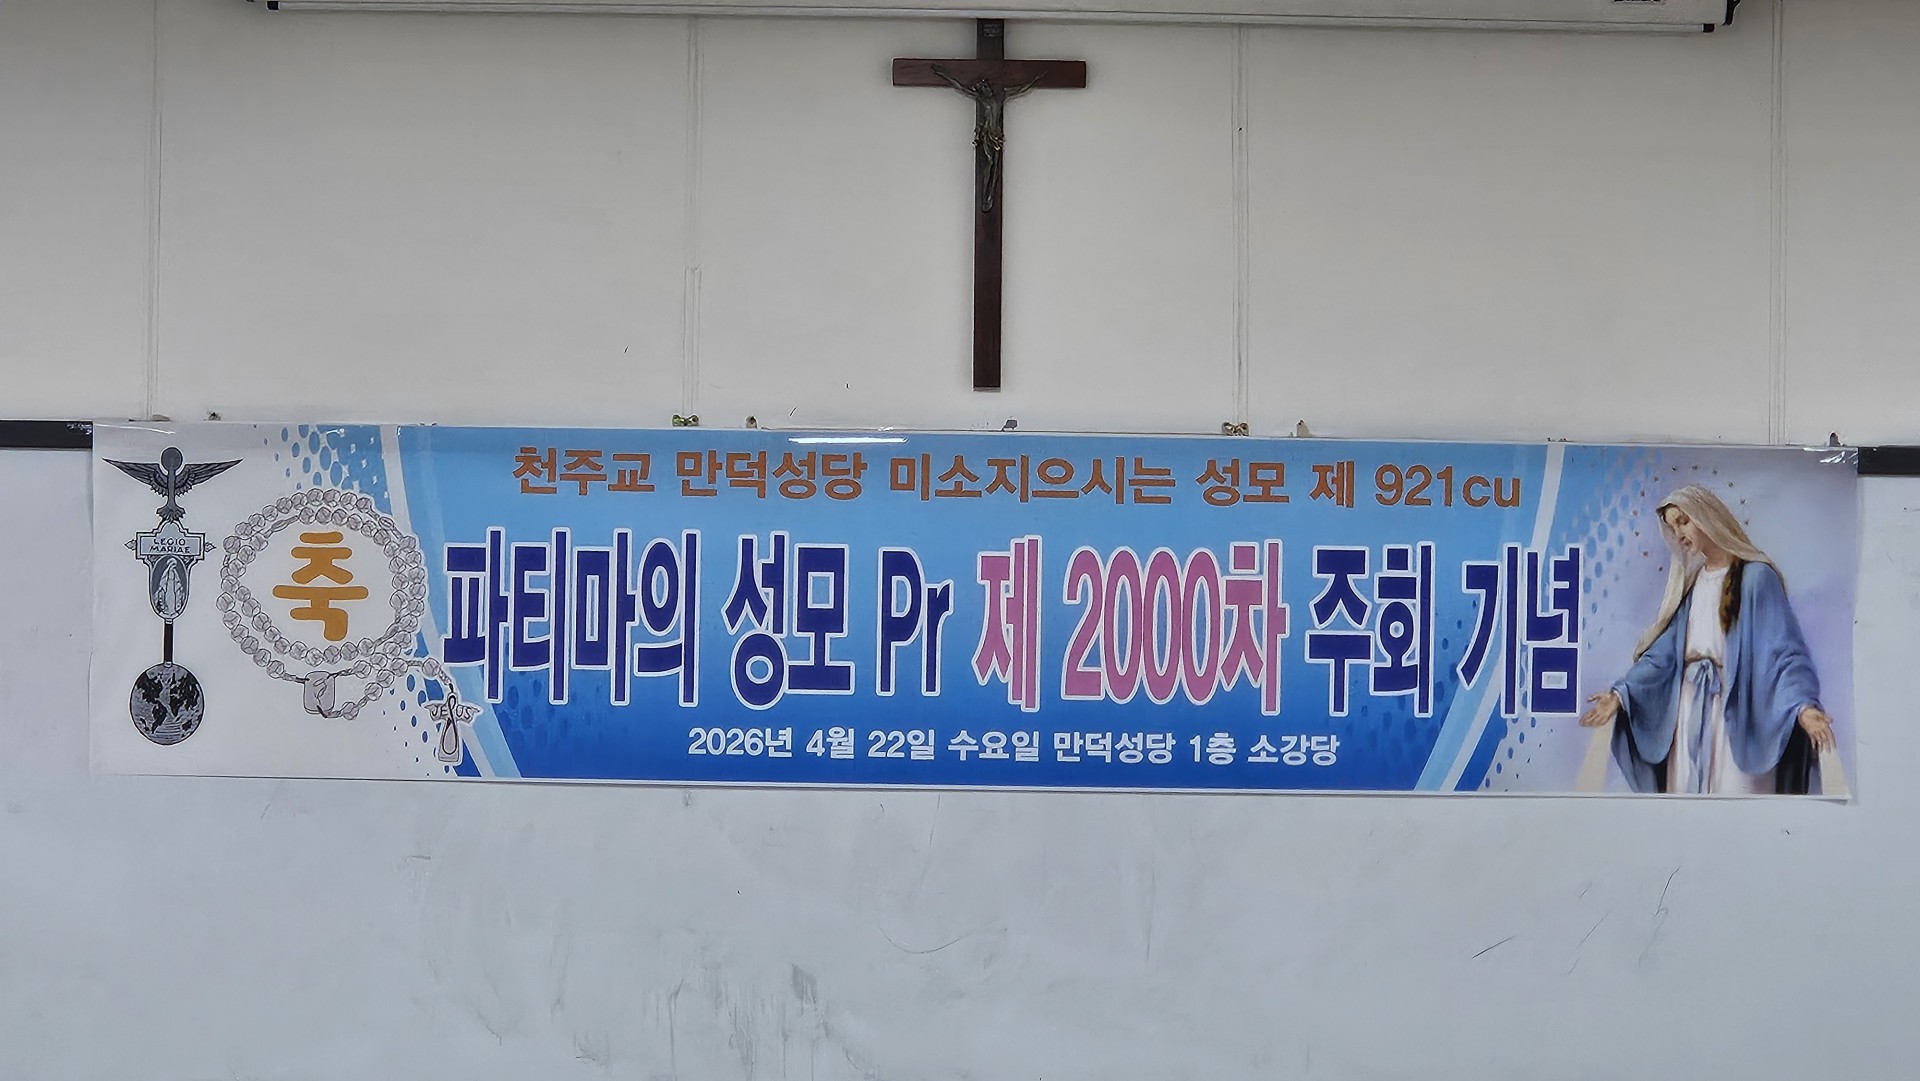 천주교 만덕성당 미소지으시는 성모 제 921cu
LEGIO
MARIAE
축
파티마의 성모 Pr 제 2000차 주회 기념
JESUS
2026년 4월 22일 수요일 만덕성당 1층 소강당